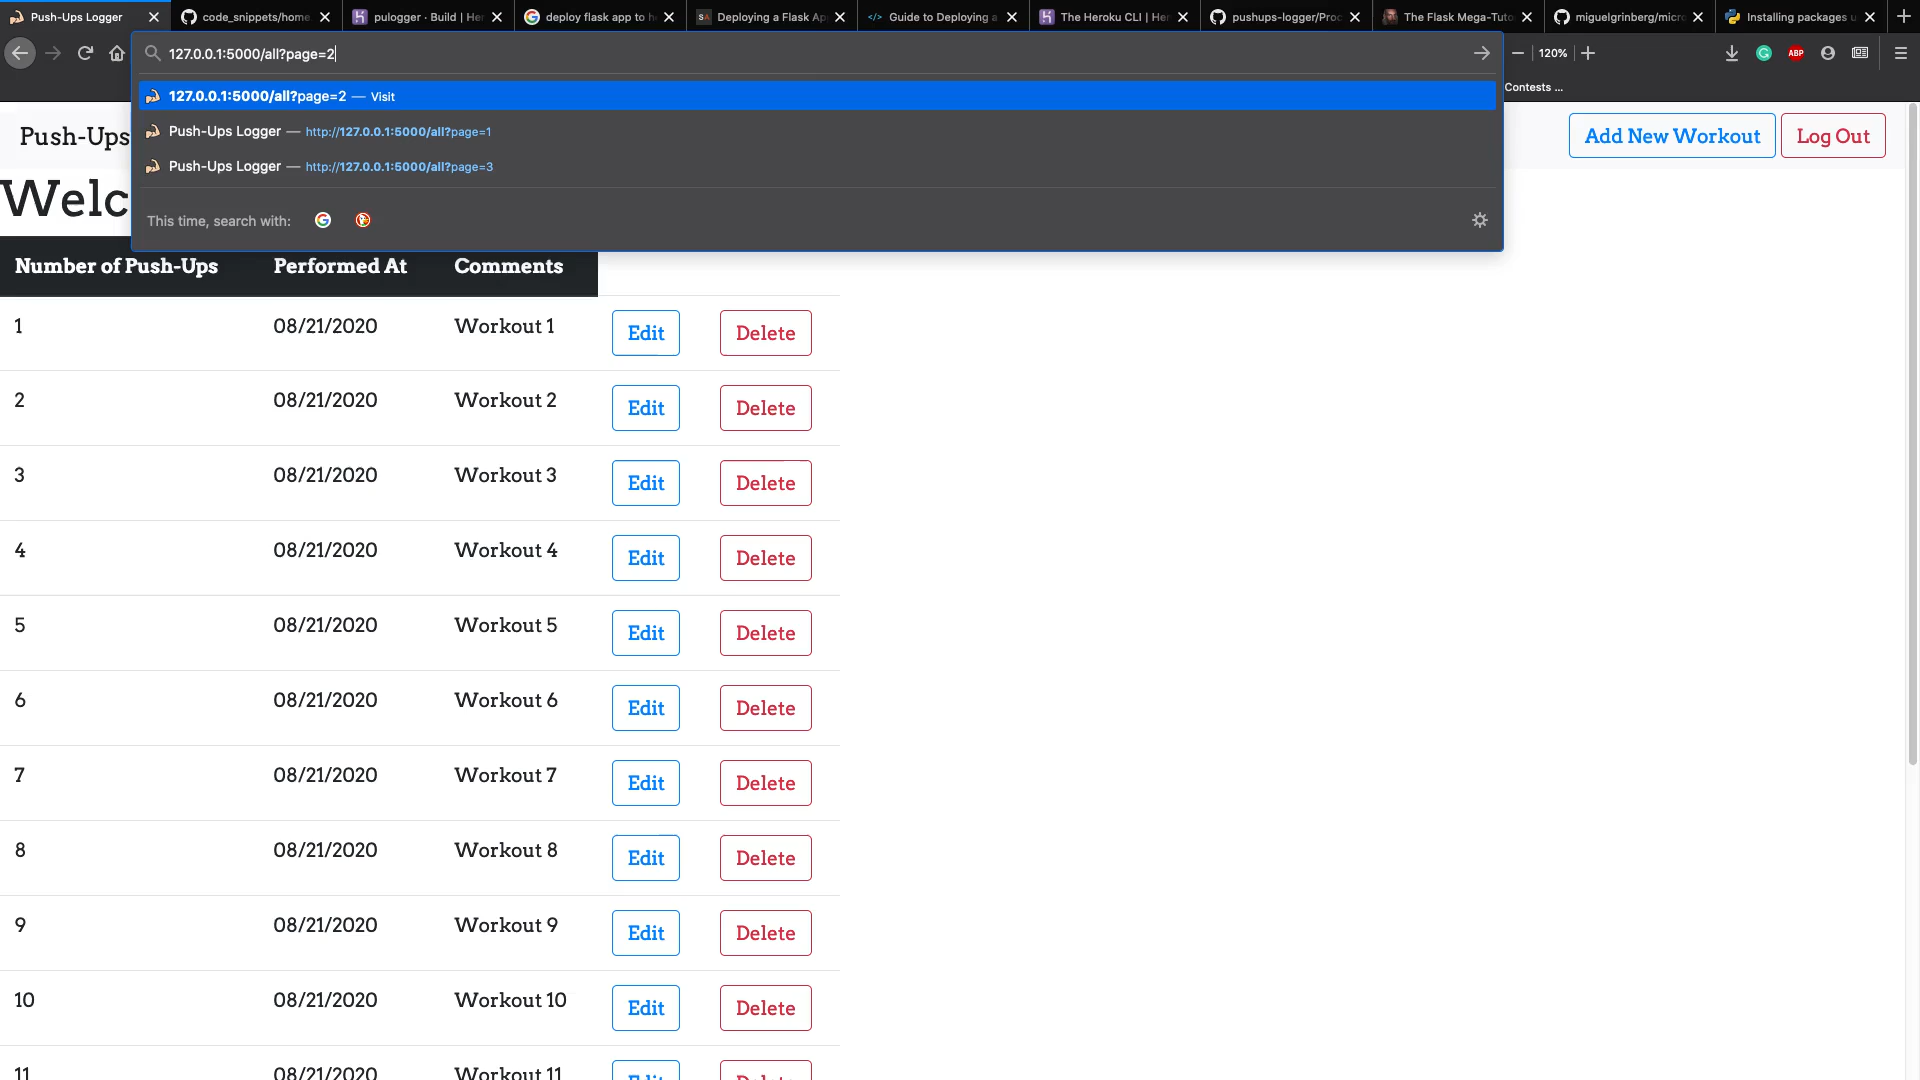 Push-Ups Logger
code_snippets/home
pulogger · Build | Her
deploy flask app to h
Deploying a Flask Ap
Guide to Deploying a
The Heroku CLI | He
pushups-logger/Proc
The Flask Mega-Tuto
miguelgrinberg/micro
Installing packages u
127.0.0.1:5000/all?page=2
120%
ABP
127.0.0.1:5000/all?page=2 — Visit
Contests ...
Push-Ups Logger — http://127.0.0.1:5000/all?page=1
Push-Ups
Add New Workout
Log Out
Push-Ups Logger — http://127.0.0.1:5000/all?page=3
Welc
This time, search with:
Number of Push-Ups Performed At Comments
1 08/21/2020 Workout 1 Edit Delete
2 08/21/2020 Workout 2 Edit Delete
3 08/21/2020 Workout 3 Edit Delete
4 08/21/2020 Workout 4 Edit Delete
5 08/21/2020 Workout 5 Edit Delete
6 08/21/2020 Workout 6 Edit Delete
7 08/21/2020 Workout 7 Edit Delete
8 08/21/2020 Workout 8 Edit Delete
9 08/21/2020 Workout 9 Edit Delete
10 08/21/2020 Workout 10 Edit Delete
11 08/21/2020 Workout 11 Edit Delete